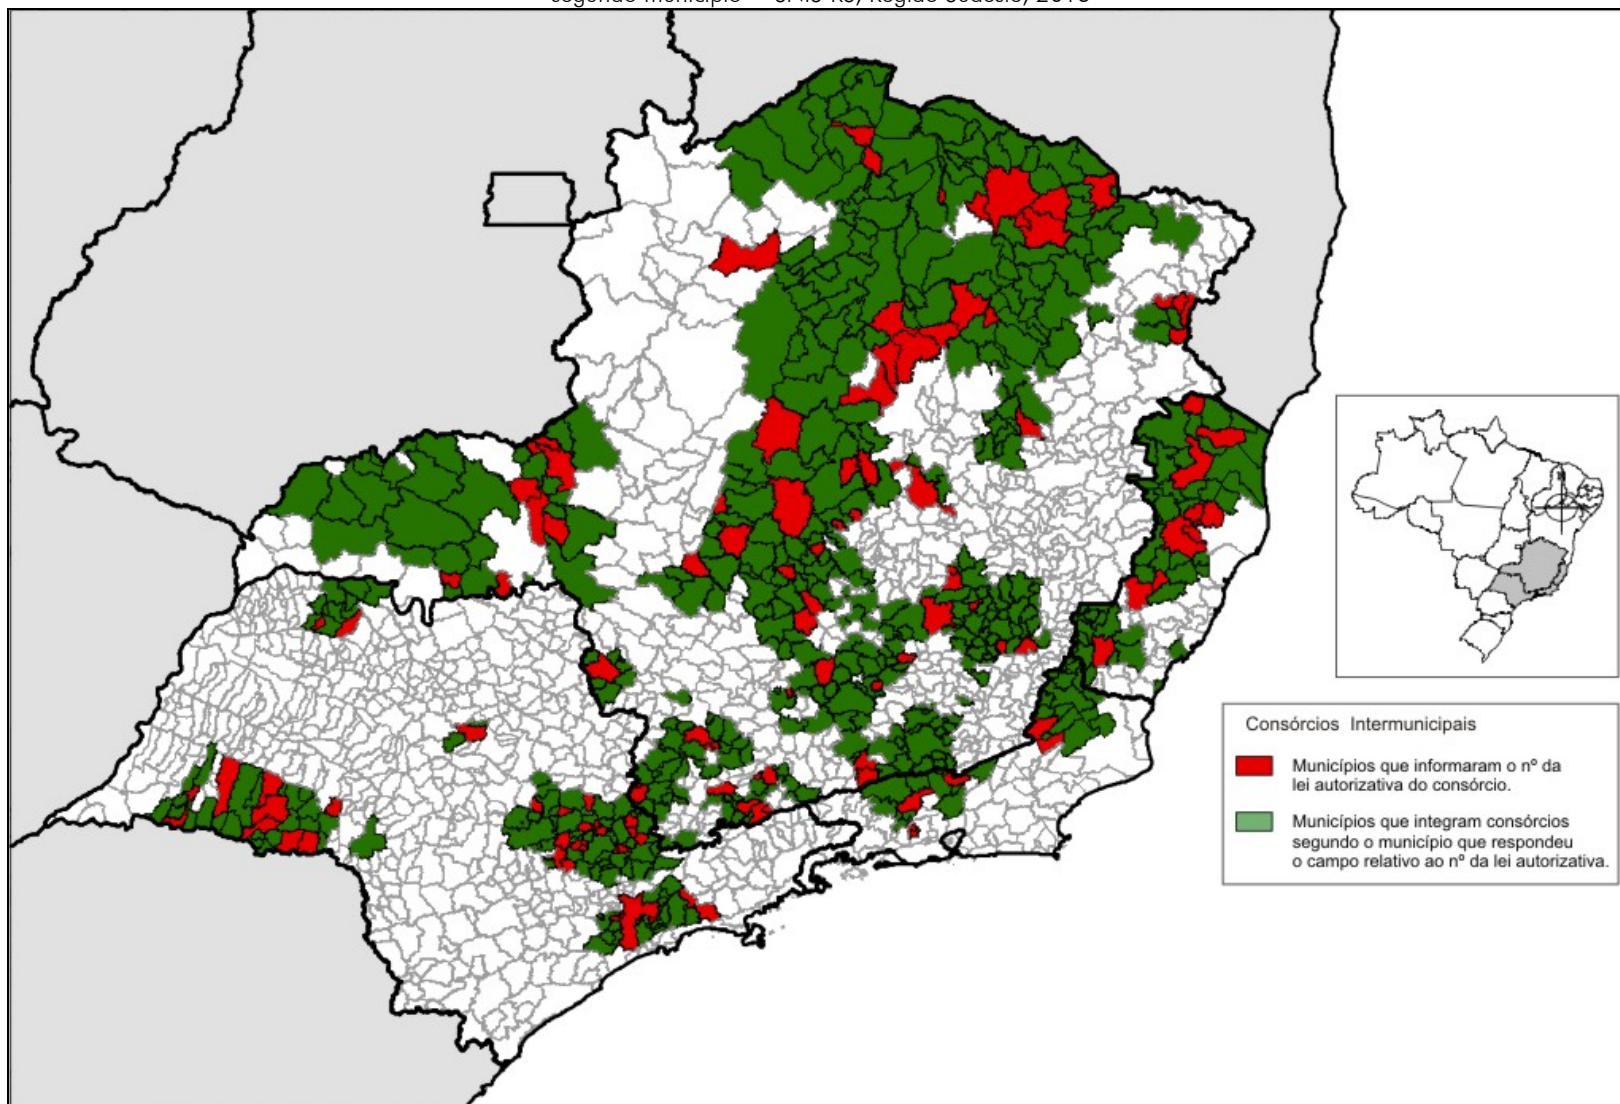 Consórcios Intermunicipais
Municípios que informaram o nº da
lei autorizativa do consórcio.
Municípios que integram consórcios
segundo o município que respondeu
o campo relativo ao nº da lei autorizativa.